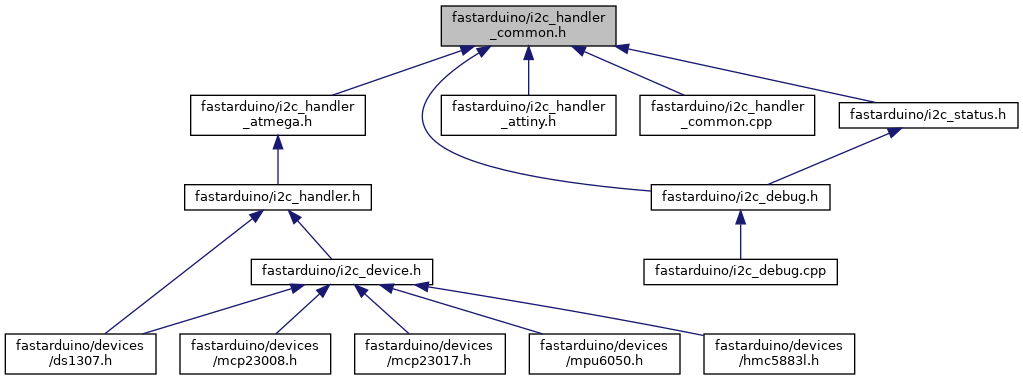 fastarduino/i2c_handler
_common.h
fastarduino/i2c_handler
_atmega.h
fastarduino/i2c_handler
_attiny.h
fastarduino/i2c_handler
_common.cpp
fastarduino/i2c_status.h
fastarduino/i2c_handler.h
fastarduino/i2c_debug.h
fastarduino/i2c_device.h
fastarduino/i2c_debug.cpp
fastarduino/devices
/ds1307.h
fastarduino/devices
/mcp23008.h
fastarduino/devices
/mcp23017.h
fastarduino/devices
/mpu6050.h
fastarduino/devices
/hmc5883l.h